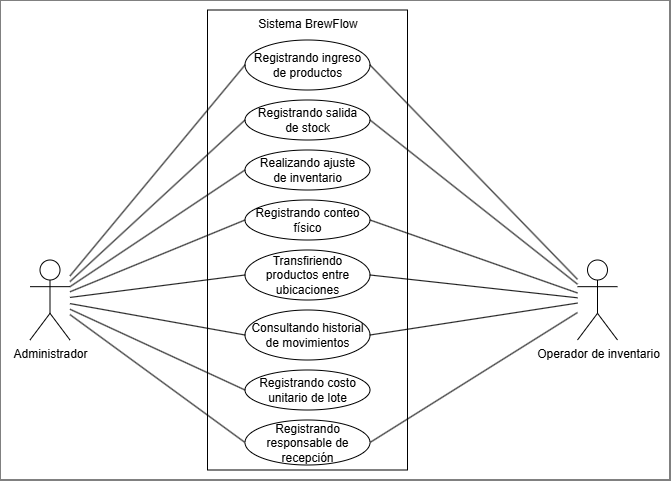 Sistema BrewFlow
Registrando ingreso
de productos
Registrando salida
de stock
Realizando ajuste
de inventario
Registrando conteo
físico
Transfiriendo
productos entre
ubicaciones
Consultando historial
de movimientos
Registrando costo
unitario de lote
Registrando
responsable de
recepción
Administrador
Operador de inventario